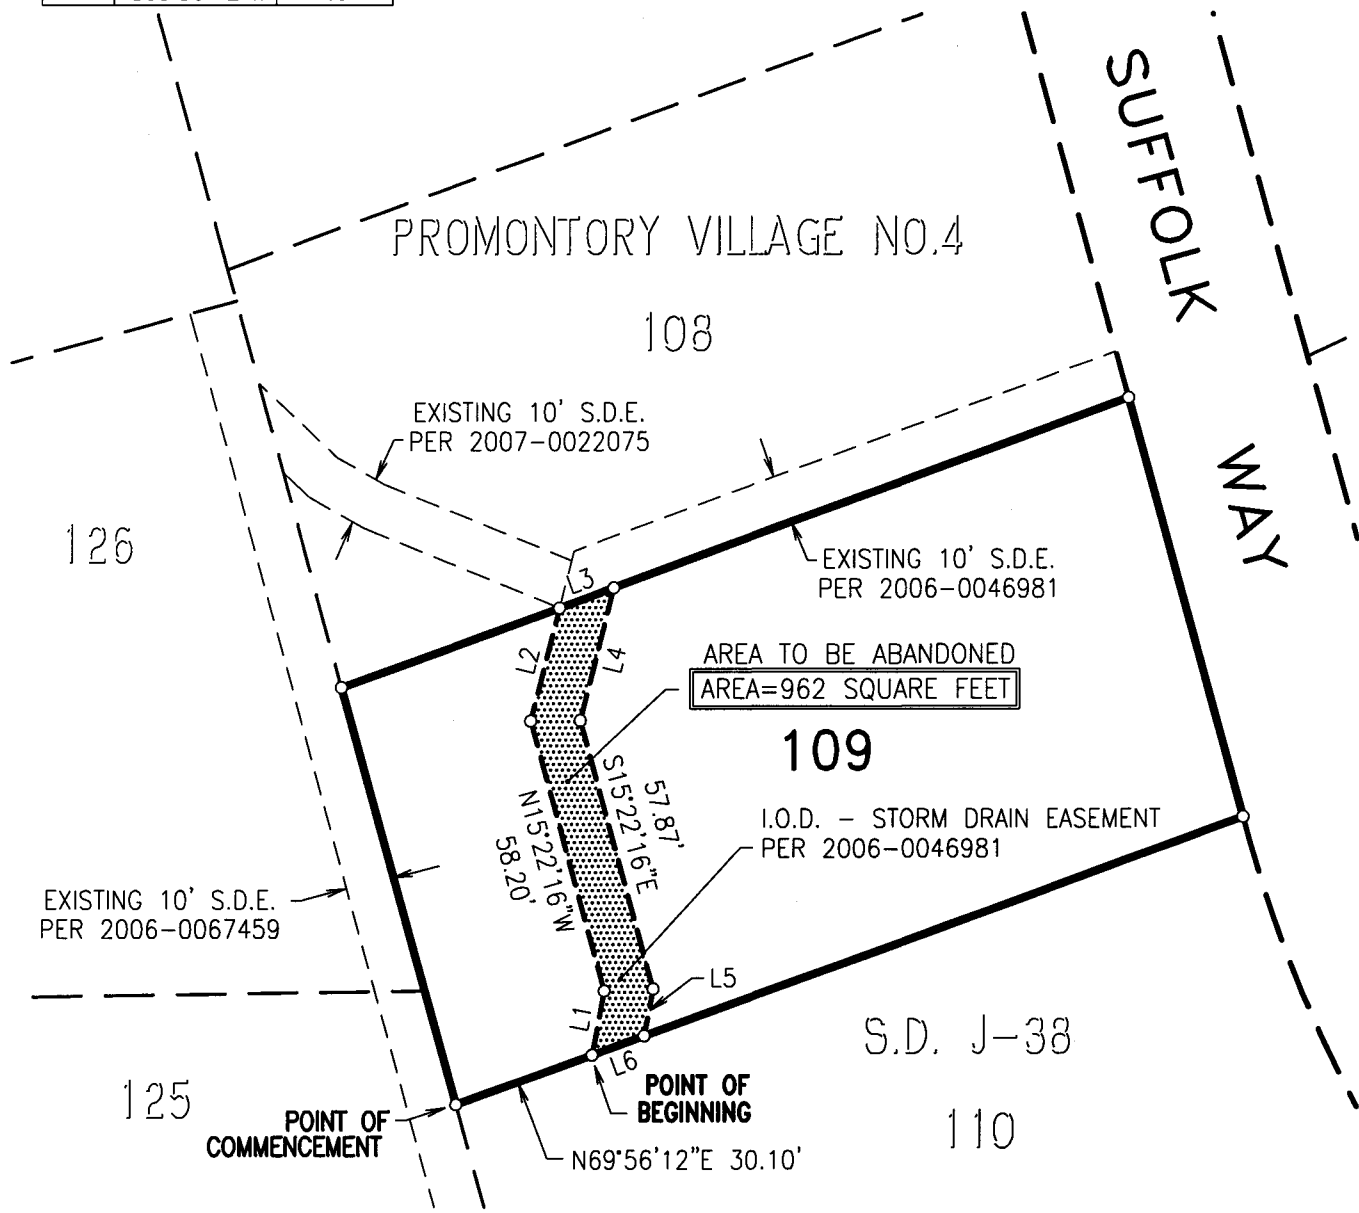 SUFFOLK
WAY
PROMONTORY VILLAGE NO.4
108
EXISTING 10' S.D.E.
PER 2007-0022075
126
L3
EXISTING 10' S.D.E.
PER 2006-0046981
L2
L4
AREA TO BE ABANDONED
AREA=962 SQUARE FEET
109
57.87'
S15°22'16"E
N15°22'16"W
58.20'
I.O.D. - STORM DRAIN EASEMENT
PER 2006-0046981
EXISTING 10' S.D.E.
PER 2006-0067459
L5
L1
L6
S.D. J-38
125
POINT OF
BEGINNING
POINT OF
COMMENCEMENT
110
N69°56'12"E 30.10'